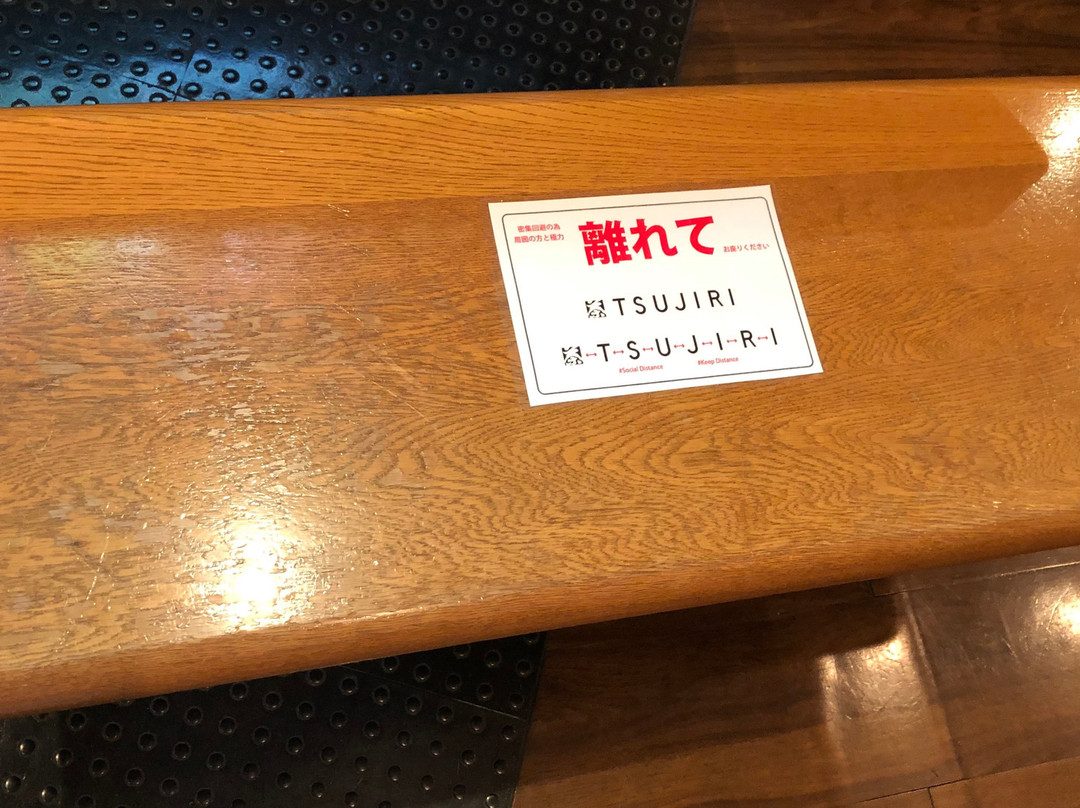 密集回避の為
周囲の方と極力
離れて
お座りください
TSUJIRI
T↔S↔U↔J↔I↔R↔I
#Social Distance
#Keep Distance